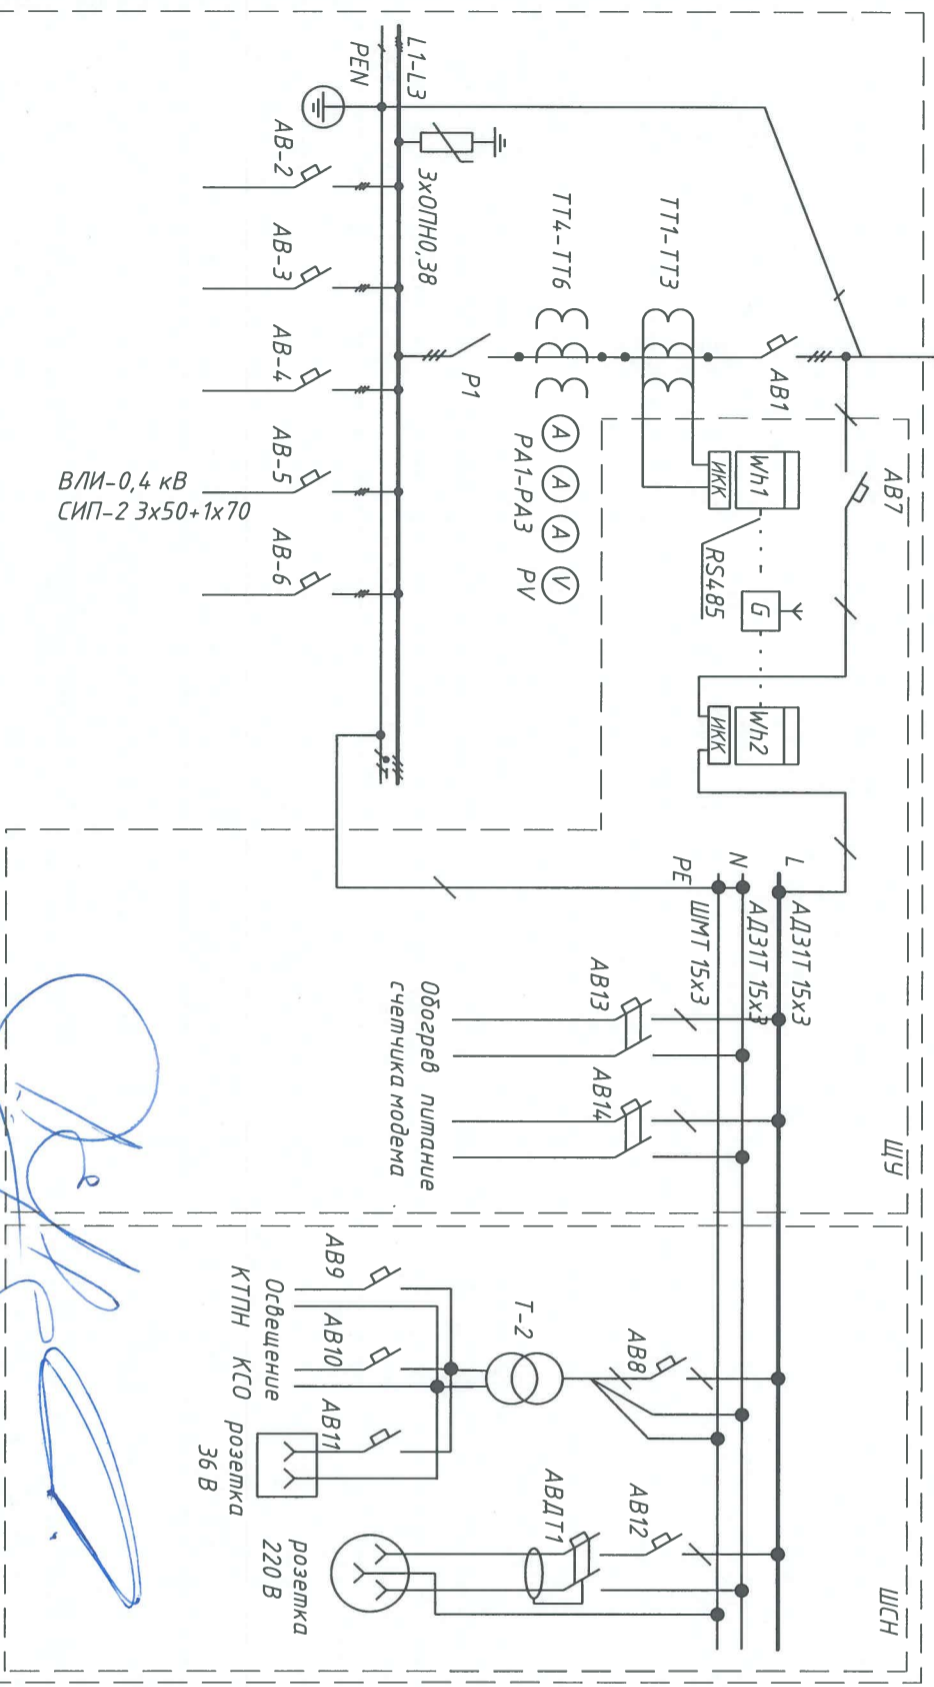 L1-L3
PEN
3хОПН0,38
АВ-2
АВ-3
АВ-4
АВ-5
АВ-6
ВЛИ-0,4 кВ
СИП-2 3х50+1х70
Р1
ТТ4-ТТ6
ТТ1-ТТ3
АВ1
АВ7
A
A
A
V
РА1-РА3
PV
ИКК
Wh1
RS485
G
ИКК
Wh2
L
АД31Т 15х3
N
АД31Т 15х3
PE
ШМТ 15х3
АВ13
АВ14
Обогрев
счетчика
питание
модема
ЩУ
АВ9
АВ10
АВ11
Освещение
КТПН
КСО
розетка
36 В
Т-2
АВ8
АВ12
АВДТ1
розетка
220 В
ШСН